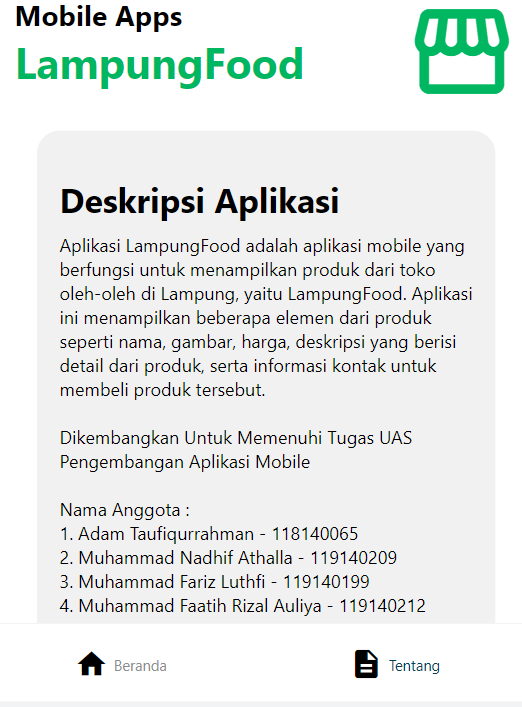 Mobile Apps
LampungFood
Deskripsi Aplikasi
Aplikasi LampungFood adalah aplikasi mobile yang
berfungsi untuk menampilkan produk dari toko
oleh-oleh di Lampung, yaitu LampungFood. Aplikasi
ini menampilkan beberapa elemen dari produk
seperti nama, gambar, harga, deskripsi yang berisi
detail dari produk, serta informasi kontak untuk
membeli produk tersebut.
Dikembangkan Untuk Memenuhi Tugas UAS
Pengembangan Aplikasi Mobile
Nama Anggota :
1. Adam Taufiqurrahman - 118140065
2. Muhammad Nadhif Athalla - 119140209
3. Muhammad Fariz Luthfi - 119140199
4. Muhammad Faatih Rizal Auliya - 119140212
Beranda
Tentang